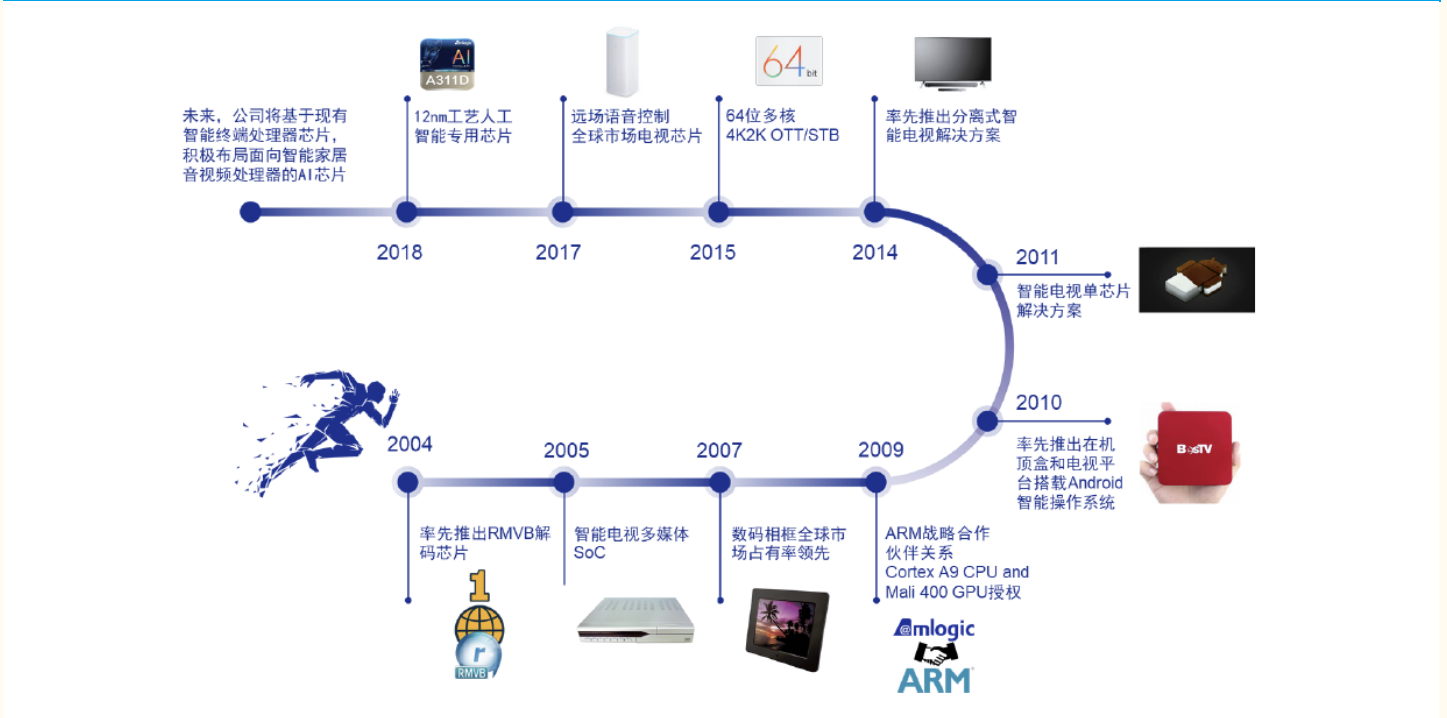 Amlogic
AI
A311D
64 bit
未来，公司将基于现有
智能终端处理器芯片，
积极布局面向智能家居
音视频处理器的AI芯片
12nm工艺人工
智能专用芯片
远场语音控制
全球市场电视芯片
64位多核
4K2K OTT/STB
率先推出分离式智
能电视解决方案
2018
2017
2015
2014
2011
智能电视单芯片
解决方案
2010
率先推出在机
顶盒和电视平
台搭载Android
智能操作系统
BesTV
2004
2005
2007
2009
率先推出RMVB解
码芯片
智能电视多媒体
SoC
数码相框全球市
场占有率领先
ARM战略合作
伙伴关系
Cortex A9 CPU and
Mali 400 GPU授权
1
r
RMVB
Amlogic
ARM